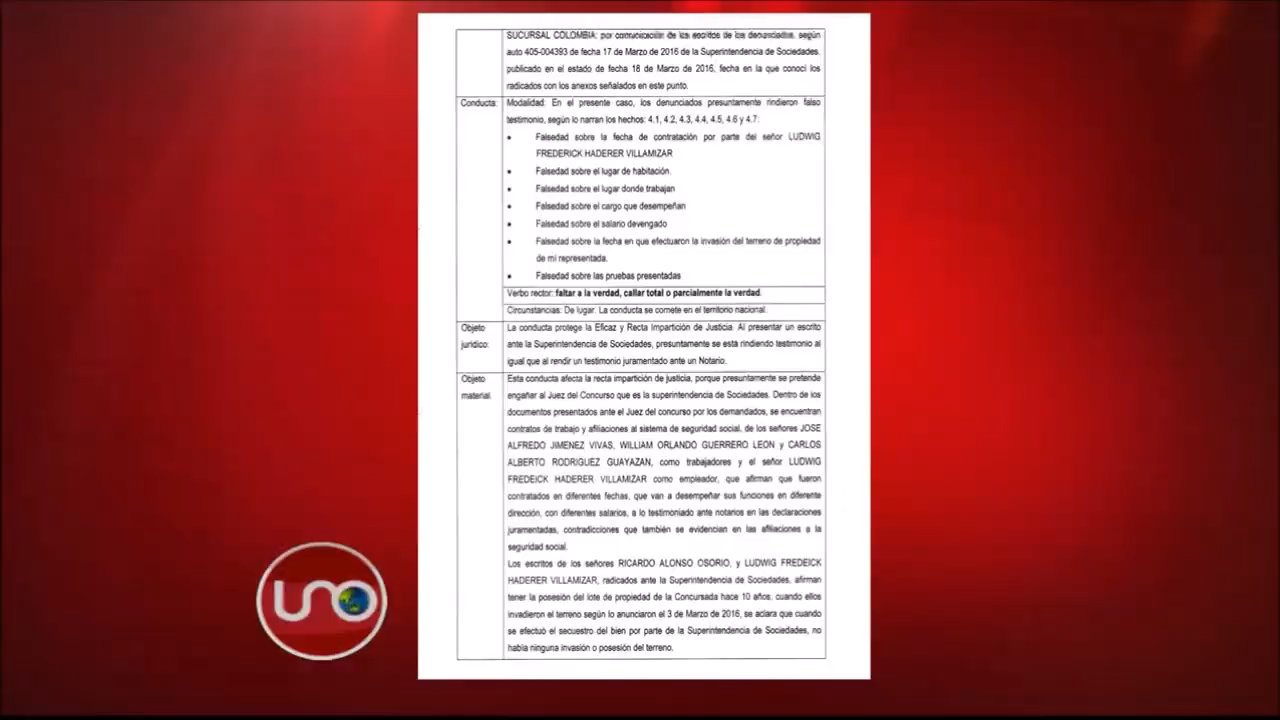 SUCURSAL COLOMBIA: por comunicación de los escritos de los denunciados, según
auto 405-004393 de fecha 17 de Marzo de 2016 de la Superintendencia de Sociedades,
publicado en el estado de fecha 18 de Marzo de 2016, fecha en la que conocí los
radicados con los anexos señalados en este punto.
Conducta:
Modalidad: En el presente caso, los denunciados presuntamente rindieron falso
testimonio, según lo narran los hechos: 4.1, 4.2, 4.3, 4.4, 4.5, 4.6 y 4.7:
• Falsedad sobre la fecha de contratación por parte del señor LUDWIG
FREDERICK HADERER VILLAMIZAR
• Falsedad sobre el lugar de habitación.
• Falsedad sobre el lugar donde trabajan
• Falsedad sobre el cargo que desempeñan
• Falsedad sobre el salario devengado
• Falsedad sobre la fecha en que efectuaron la invasión del terreno de propiedad
de mi representada.
• Falsedad sobre las pruebas presentadas
Verbo rector: faltar a la verdad, callar total o parcialmente la verdad.
Circunstancias: De lugar. La conducta se comete en el territorio nacional.
Objeto
jurídico:
La conducta protege la Eficaz y Recta Impartición de Justicia. Al presentar un escrito
ante la Superintendencia de Sociedades, presuntamente se está rindiendo testimonio al
igual que al rendir un testimonio juramentado ante un Notario.
Objeto
material.
Esta conducta afecta la recta impartición de justicia, porque presuntamente se pretende
engañar al Juez del Concurso que es la superintendencia de Sociedades. Dentro de los
documentos presentados ante el Juez del concurso por los demandados, se encuentran
contratos de trabajo y afiliaciones al sistema de seguridad social, de los señores JOSE
ALFREDO JIMENEZ VIVAS, WILLIAM ORLANDO GUERRERO LEON y CARLOS
ALBERTO RODRIGUEZ GUAYAZAN, como trabajadores y el señor LUDWIG
FREDEICK HADERER VILLAMIZAR como empleador, que afirman que fueron
contratados en diferentes fechas, que van a desempeñar sus funciones en diferente
dirección, con diferentes salarios, a lo testimoniado ante notarios en las declaraciones
juramentadas, contradicciones que también se evidencian en las afiliaciones a la
seguridad social.
Los escritos de los señores RICARDO ALONSO OSORIO, y LUDWIG FREDEICK
HADERER VILLAMIZAR, radicados ante la Superintendencia de Sociedades, afirman
tener la posesión del lote de propiedad de la Concursada hace 10 años, cuando ellos
invadieron el terreno según lo anunciaron el 3 de Marzo de 2016, se aclara que cuando
se efectuó el secuestro del bien por parte de la Superintendencia de Sociedades, no
había ninguna invasión o posesión del terreno.
UNO